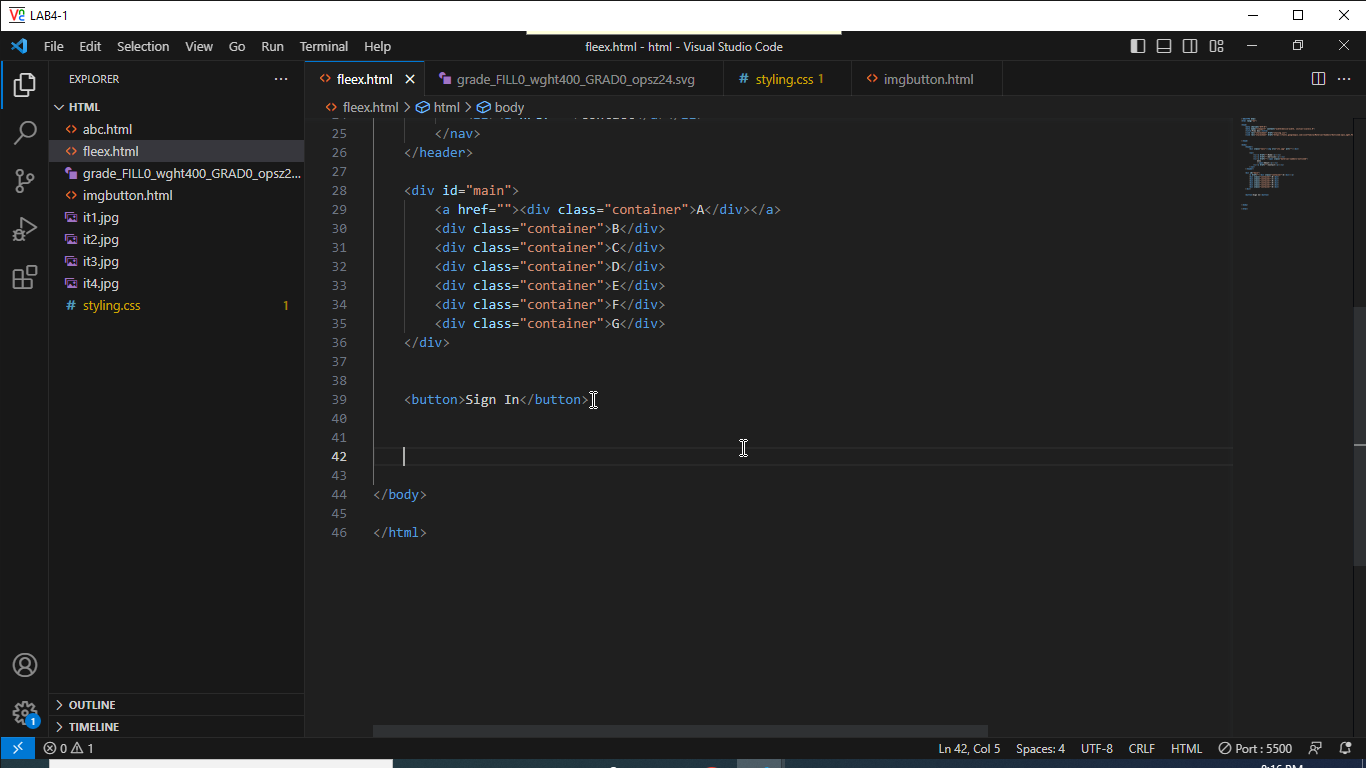 LAB4-1
File Edit Selection View Go Run Terminal Help
fleex.html - html - Visual Studio Code
EXPLORER
fleex.html
grade_FILL0_wght400_GRAD0_opsz24.svg
styling.css 1
imgbutton.html
HTML
fleex.html > html > body
abc.html
fleex.html
grade_FILL0_wght400_GRAD0_opsz2...
imgbutton.html
it1.jpg
it2.jpg
it3.jpg
it4.jpg
styling.css 1
25 </nav>
26 </header>
27
28 <div id="main">
29 <a href=""><div class="container">A</div></a>
30 <div class="container">B</div>
31 <div class="container">C</div>
32 <div class="container">D</div>
33 <div class="container">E</div>
34 <div class="container">F</div>
35 <div class="container">G</div>
36 </div>
37
38
39 <button>Sign In</button>
40
41
42
43
44 </body>
45
46 </html>
OUTLINE
TIMELINE
1
0 1
Ln 42, Col 5 Spaces: 4 UTF-8 CRLF HTML Port : 5500